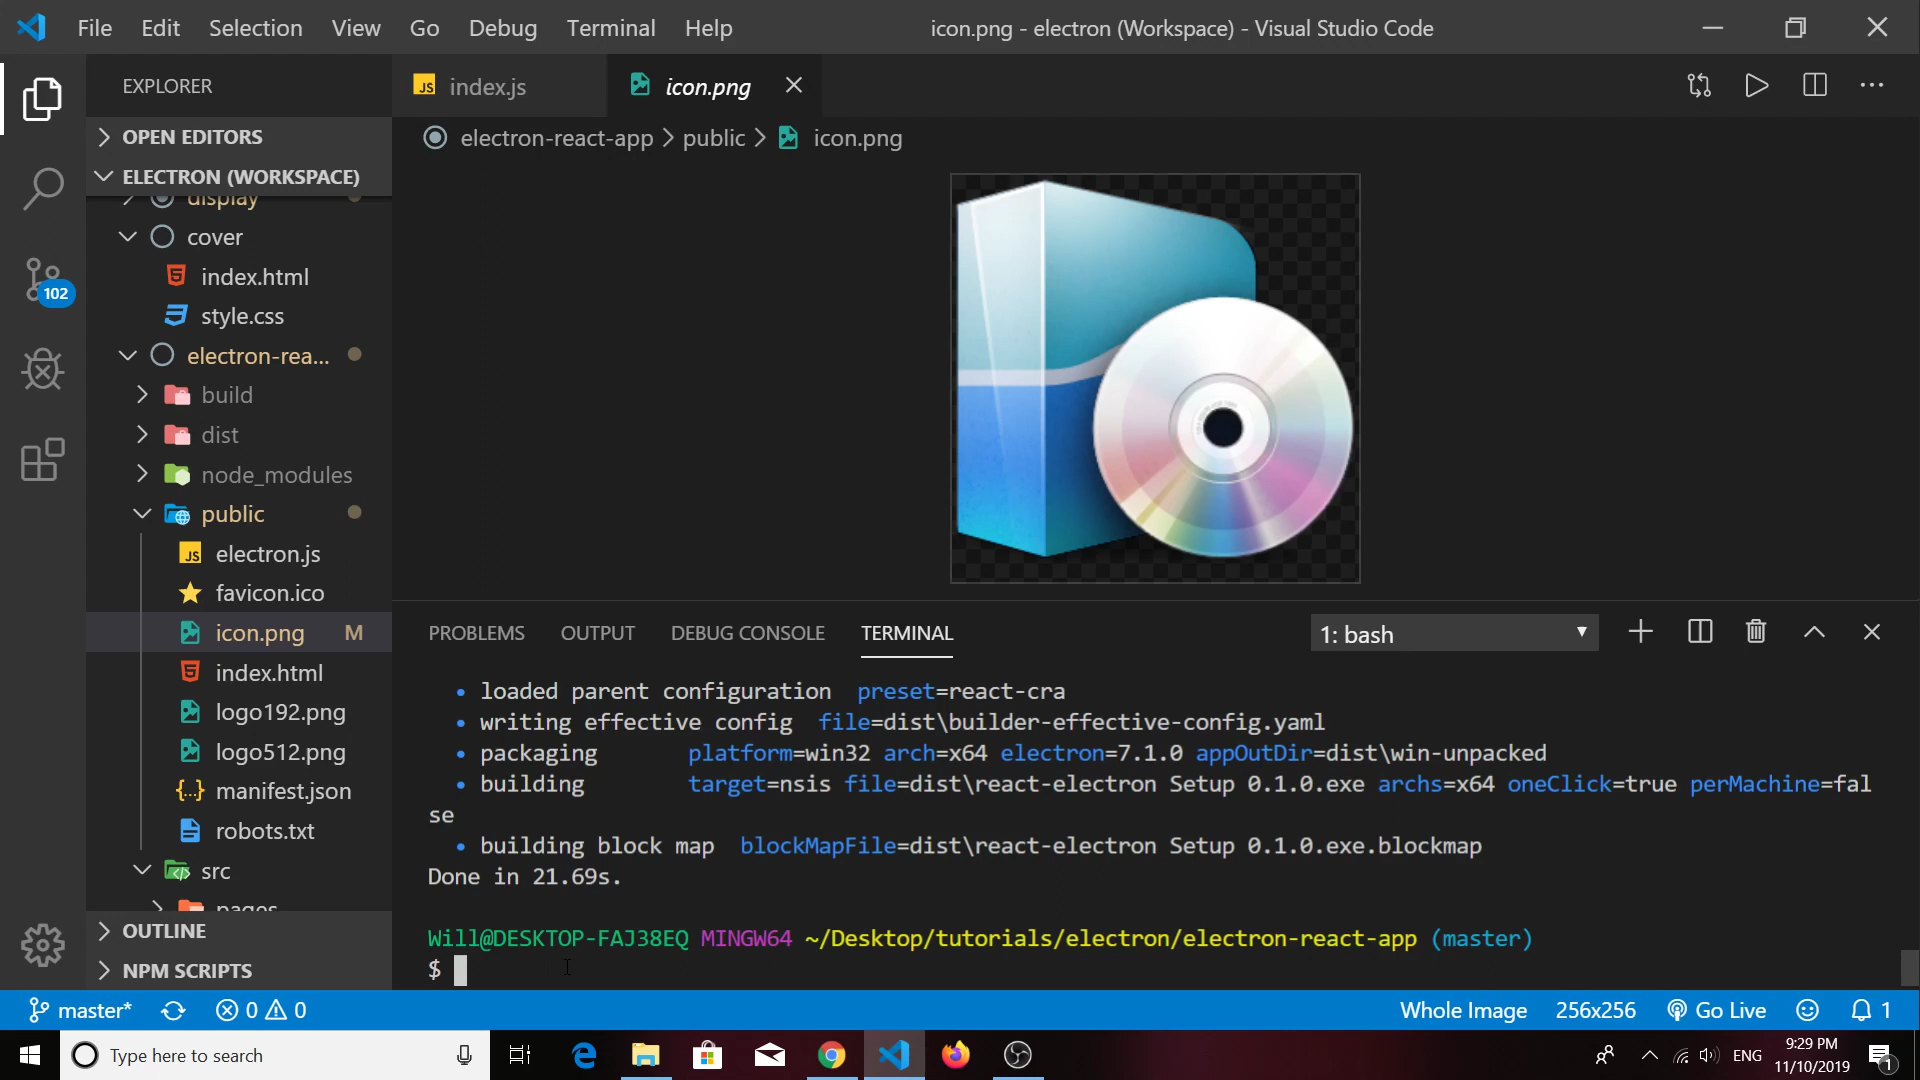 File Edit Selection View Go Debug Terminal Help
icon.png - electron (Workspace) - Visual Studio Code
EXPLORER
OPEN EDITORS
ELECTRON (WORKSPACE)
display
cover
index.html
style.css
electron-rea...
build
dist
node_modules
public
electron.js
favicon.ico
icon.png M
index.html
logo192.png
logo512.png
manifest.json
robots.txt
src
pages
OUTLINE
NPM SCRIPTS
102
JS index.js
icon.png
electron-react-app > public > icon.png
PROBLEMS OUTPUT DEBUG CONSOLE TERMINAL
1: bash
• loaded parent configuration preset=react-cra
• writing effective config file=dist\builder-effective-config.yaml
• packaging platform=win32 arch=x64 electron=7.1.0 appOutDir=dist\win-unpacked
• building target=nsis file=dist\react-electron Setup 0.1.0.exe archs=x64 oneClick=true perMachine=fal
se
• building block map blockMapFile=dist\react-electron Setup 0.1.0.exe.blockmap
Done in 21.69s.
Will@DESKTOP-FAJ38EQ MINGW64 ~/Desktop/tutorials/electron/electron-react-app (master)
$
master* 0 0
Whole Image 256x256 Go Live 1
Type here to search
ENG
9:29 PM
11/10/2019
1